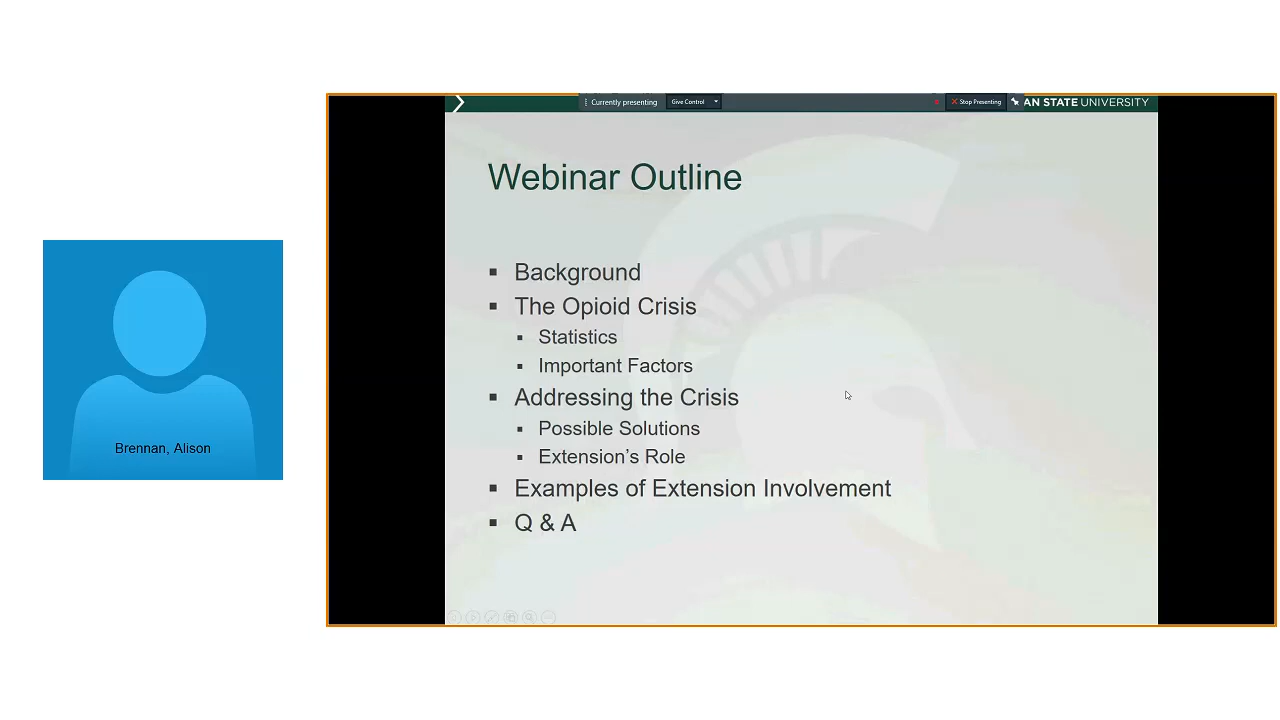 Currently presenting
Give Control
Stop Presenting
AN STATE UNIVERSITY
Webinar Outline
Background
The Opioid Crisis
Statistics
Important Factors
Addressing the Crisis
Possible Solutions
Extension's Role
Examples of Extension Involvement
Q & A
Brennan, Alison